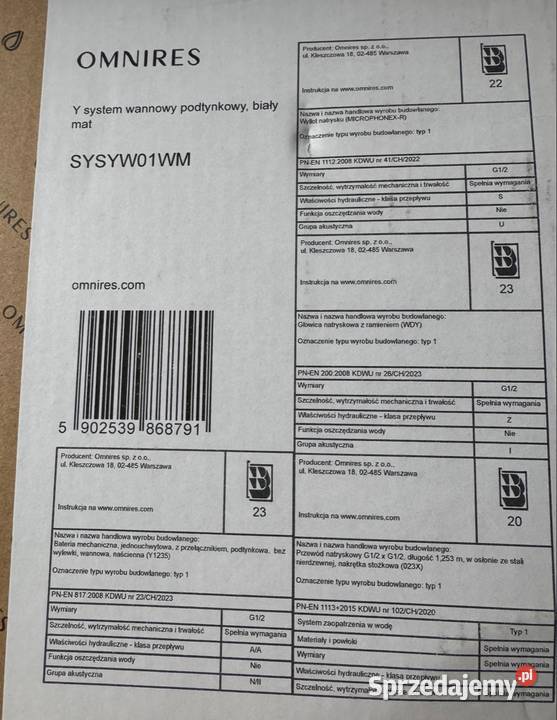 OMNIRES
Y system wannowy podtynkowy, biały
mat
SYSYW01WM
omnires.com
5 902539 868791
Producent: Omnires sp. z o.o.,
ul. Kleszczowa 18, 02-485 Warszawa
Instrukcja na www.omnires.com
22
Nazwa i nazwa handlowa wyrobu budowlanego:
Wylot natrysku (MICROPHONEX-R)
Oznaczenie typu wyrobu budowlanego: typ 1
PN-EN 1112:2008 KDWU nr 41/CH/2022
Wymiary G1/2
Szczelność, wytrzymałość mechaniczna i trwałość Spełnia wymagania
Właściwości hydrauliczne - klasa przepływu S
Funkcja oszczędzania wody Nie
Grupa akustyczna U
Producent: Omnires sp. z o.o.,
ul. Kleszczowa 18, 02-485 Warszawa
Instrukcja na www.omnires.com
23
Nazwa i nazwa handlowa wyrobu budowlanego:
Głowica natryskowa z ramieniem (WDY)
Oznaczenie typu wyrobu budowlanego: typ 1
PN-EN 200:2008 KDWU nr 26/CH/2023
Wymiary G1/2
Szczelność, wytrzymałość mechaniczna i trwałość Spełnia wymagania
Właściwości hydrauliczne - klasa przepływu Z
Funkcja oszczędzania wody Nie
Grupa akustyczna I
Producent: Omnires sp. z o.o.,
ul. Kleszczowa 18, 02-485 Warszawa
Instrukcja na www.omnires.com
23
Nazwa i nazwa handlowa wyrobu budowlanego:
Bateria mechaniczna, jednouchwytowa, z przełącznikiem, podtynkowa, bez
wylewki, wannowa, naścienna (Y1235)
Oznaczenie typu wyrobu budowlanego: typ 1
PN-EN 817:2008 KDWU nr 23/CH/2023
Wymiary G1/2
Szczelność, wytrzymałość mechaniczna i trwałość Spełnia wymagania
Właściwości hydrauliczne - klasa przepływu A/A
Funkcja oszczędzania wody Nie
Grupa akustyczna N/II
Producent: Omnires sp. z o.o.,
ul. Kleszczowa 18, 02-485 Warszawa
Instrukcja na www.omnires.com
20
Nazwa i nazwa handlowa wyrobu budowlanego:
Przewód natryskowy G1/2 x G1/2, długość 1,253 m, w osłonie ze stali
nierdzewnej, nakrętka stożkowa (023X)
Oznaczenie typu wyrobu budowlanego: typ 1
PN-EN 1113+2015 KDWU nr 102/CH/2020
System zaopatrzenia w wodę Typ 1
Materiały i powłoki Spełnia wymagania
Wymiary Spełnia
Właściwości hydrauliczne - klasa przepływu
Szczelność, wytrzymałość
Sprzedajemy.pl